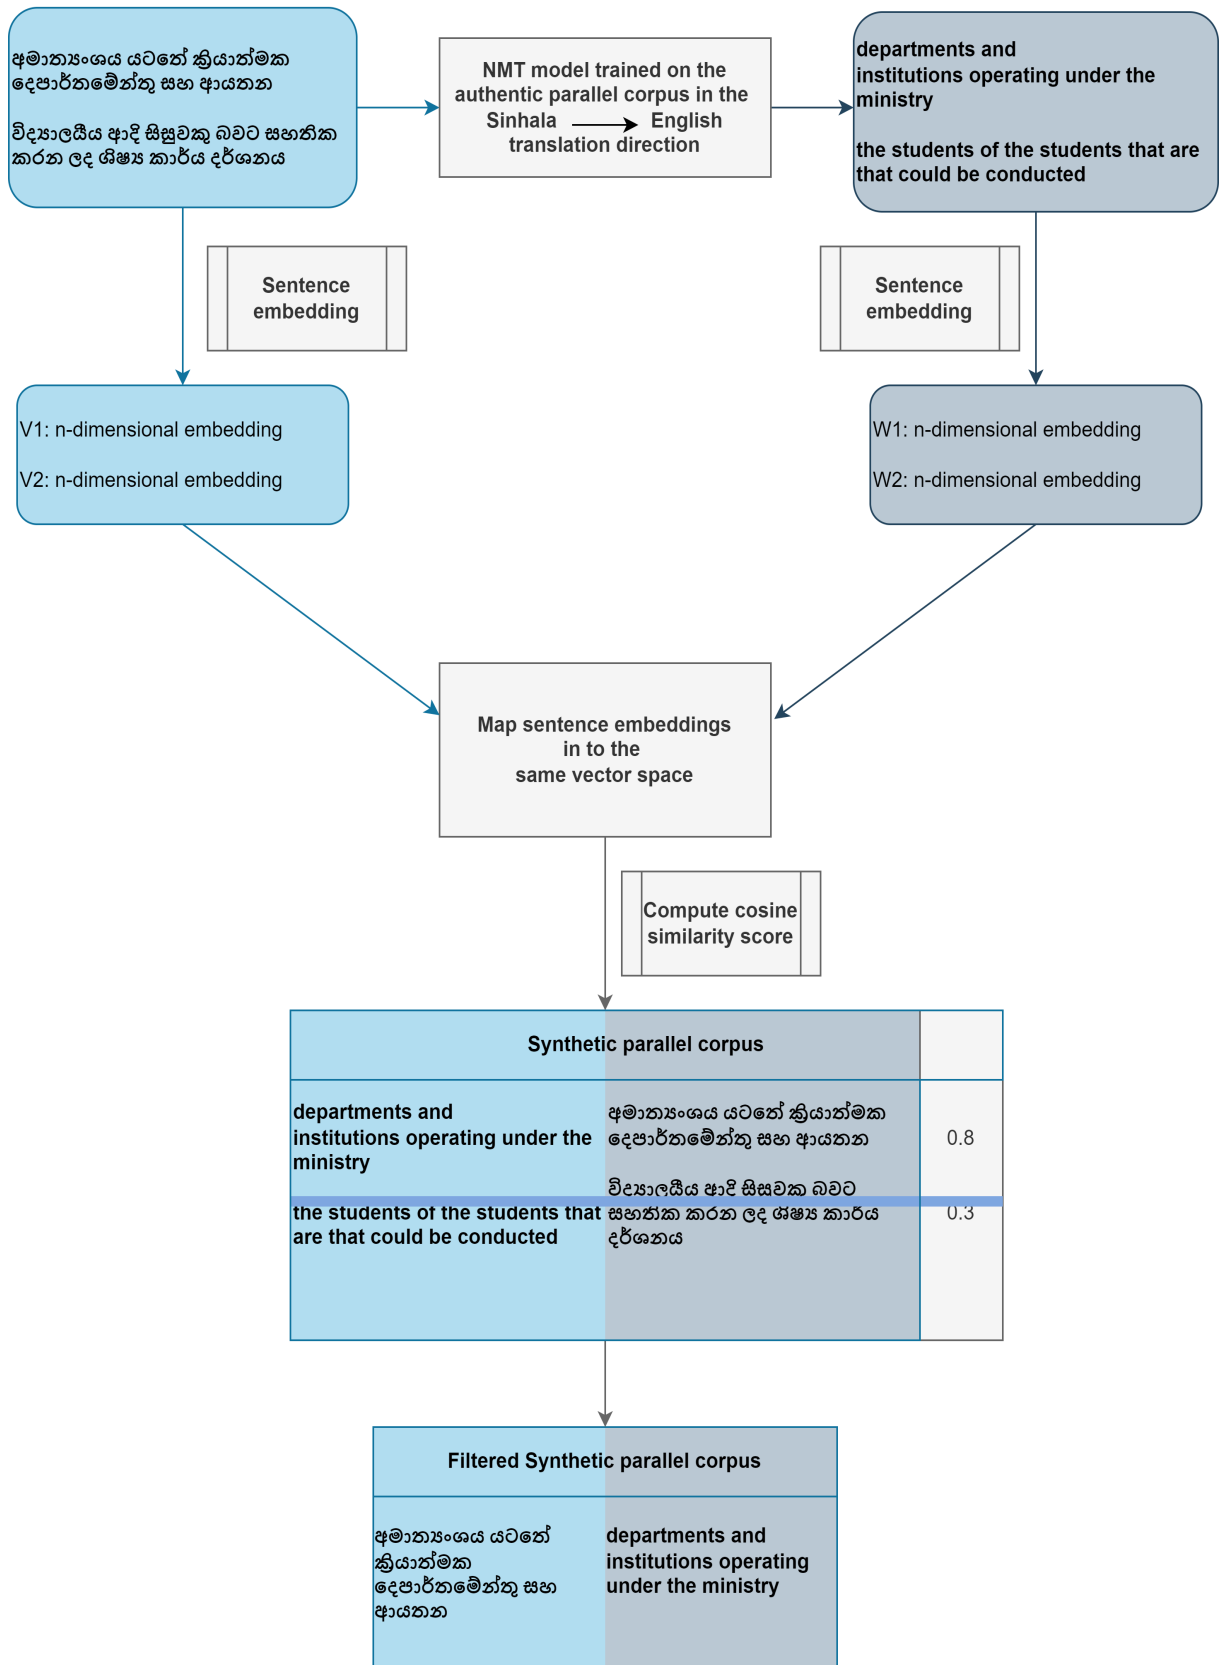 අමාත්‍යංශය යටතේ ක්‍රියාත්මක
දෙපාර්තමේන්තු සහ ආයතන
විද්‍යාලයීය ආදි සිසුවකු බවට සහතික
කරන ලද ශිෂ්‍ය කාර්ය දර්ශනය
NMT model trained on the
authentic parallel corpus in the
Sinhala English
translation direction
departments and
institutions operating under the
ministry
the students of the students that are
that could be conducted
Sentence
embedding
Sentence
embedding
V1: n-dimensional embedding
V2: n-dimensional embedding
W1: n-dimensional embedding
W2: n-dimensional embedding
Map sentence embeddings
in to the
same vector space
Compute cosine
similarity score
Synthetic parallel corpus
departments and
institutions operating under the
ministry
අමාත්‍යංශය යටතේ ක්‍රියාත්මක
දෙපාර්තමේන්තු සහ ආයතන
0.8
the students of the students that
are that could be conducted
විද්‍යාලයීය ආදි සිසුවකු බවට
සහතික කරන ලද ශිෂ්‍ය කාර්ය
දර්ශනය
0.3
Filtered Synthetic parallel corpus
අමාත්‍යංශය යටතේ
ක්‍රියාත්මක
දෙපාර්තමේන්තු සහ
ආයතන
departments and
institutions operating
under the ministry